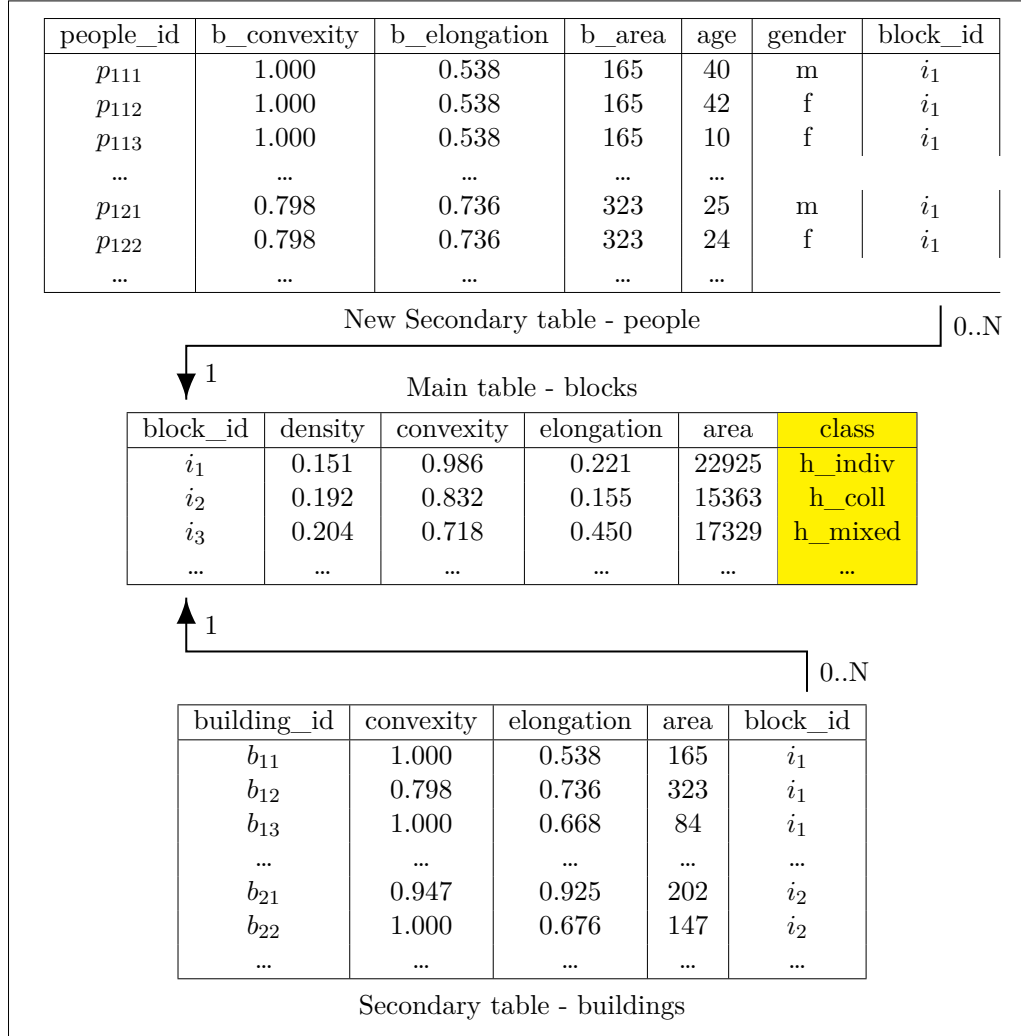 people_id b_convexity b_elongation b_area age gender block_id
p111 1.000 0.538 165 40 m i1
p112 1.000 0.538 165 42 f i1
p113 1.000 0.538 165 10 f i1
... ... ... ... ...
p121 0.798 0.736 323 25 m i1
p122 0.798 0.736 323 24 f i1
... ... ... ... ...
New Secondary table - people
0..N
1
Main table - blocks
block_id density convexity elongation area class
i1 0.151 0.986 0.221 22925 h_indiv
i2 0.192 0.832 0.155 15363 h_coll
i3 0.204 0.718 0.450 17329 h_mixed
... ... ... ... ... ...
1
0..N
building_id convexity elongation area block_id
b11 1.000 0.538 165 i1
b12 0.798 0.736 323 i1
b13 1.000 0.668 84 i1
... ... ... ... ...
b21 0.947 0.925 202 i2
b22 1.000 0.676 147 i2
... ... ... ... ...
Secondary table - buildings